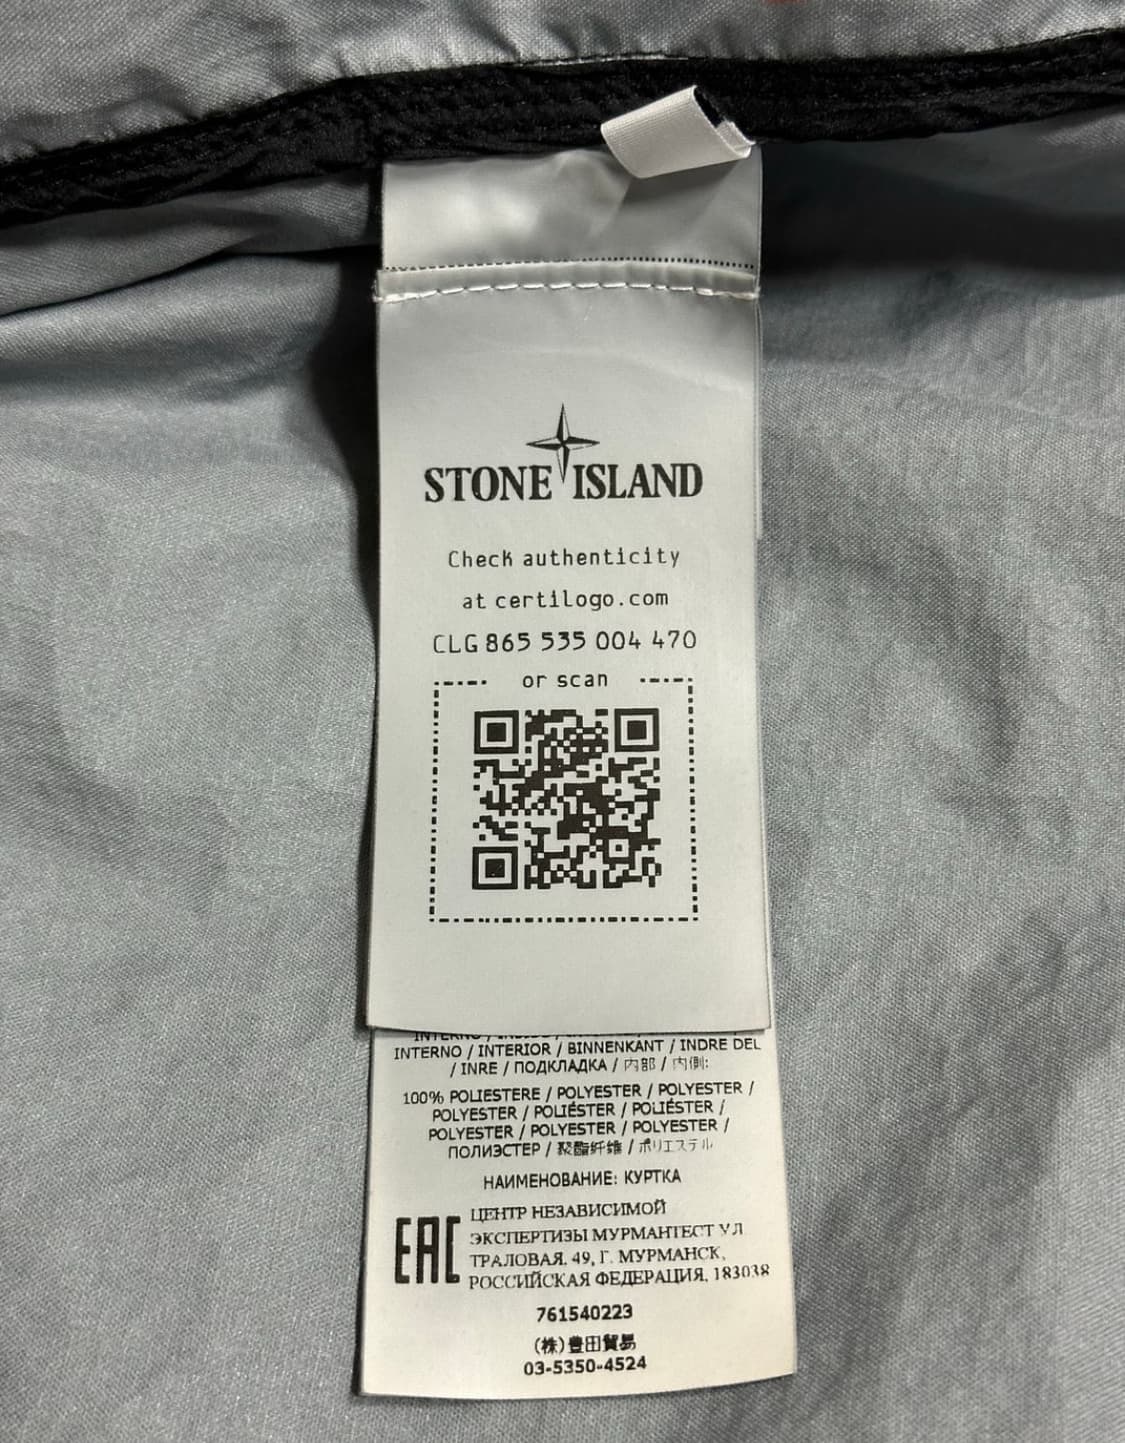 STONE ISLAND
Check authenticity
at certilogo.com
CLG 865 535 004 470
or scan
INTERNO / INTERIOR / BINNENKANT / INDRE DEL
/ INRE / ПОДКЛАДКА / 内部 / 内側:
100% POLIESTERE / POLYESTER / POLYESTER /
POLYESTER / POLIÉSTER / POLIÉSTER /
POLYESTER / POLYESTER / POLYESTER /
ПОЛИЭСТЕР / 聚酯纤维 / ポリエステル
НАИМЕНОВАНИЕ: КУРТКА
EAC
ЦЕНТР НЕЗАВИСИМОЙ
ЭКСПЕРТИЗЫ МУРМАНТЕСТ УЛ
ТРАЛОВАЯ, 49, Г. МУРМАНСК,
РОССИЙСКАЯ ФЕДЕРАЦИЯ, 183038
761540223
(株)豊田貿易
03-5350-4524